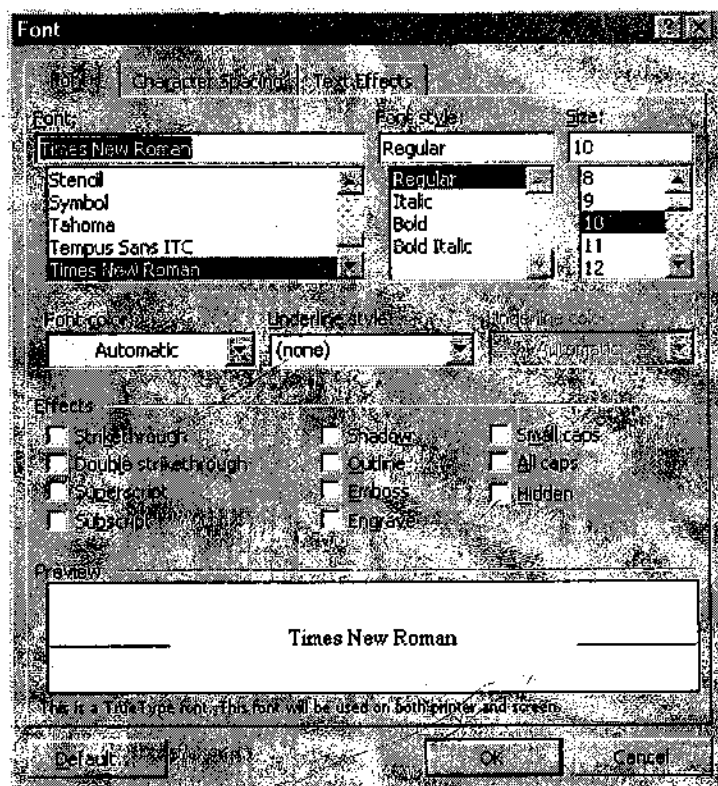 Font
Font Character Spacing Text Effects
Font: Font style: Size:
Times New Roman Regular 10
Stencil Regular 8
Symbol Italic 9
Tahoma Bold 10
Tempus Sans ITC Bold Italic 11
Times New Roman 12
Font color: Underline style:
Automatic (none) Automatic
Effects
Strikethrough Shadow Small caps
Double strikethrough Outline All caps
Superscript Emboss Hidden
Subscript Engrave
Preview
Times New Roman
This is a TrueType font. This font will be used on both printer and screen.
Default... OK Cancel